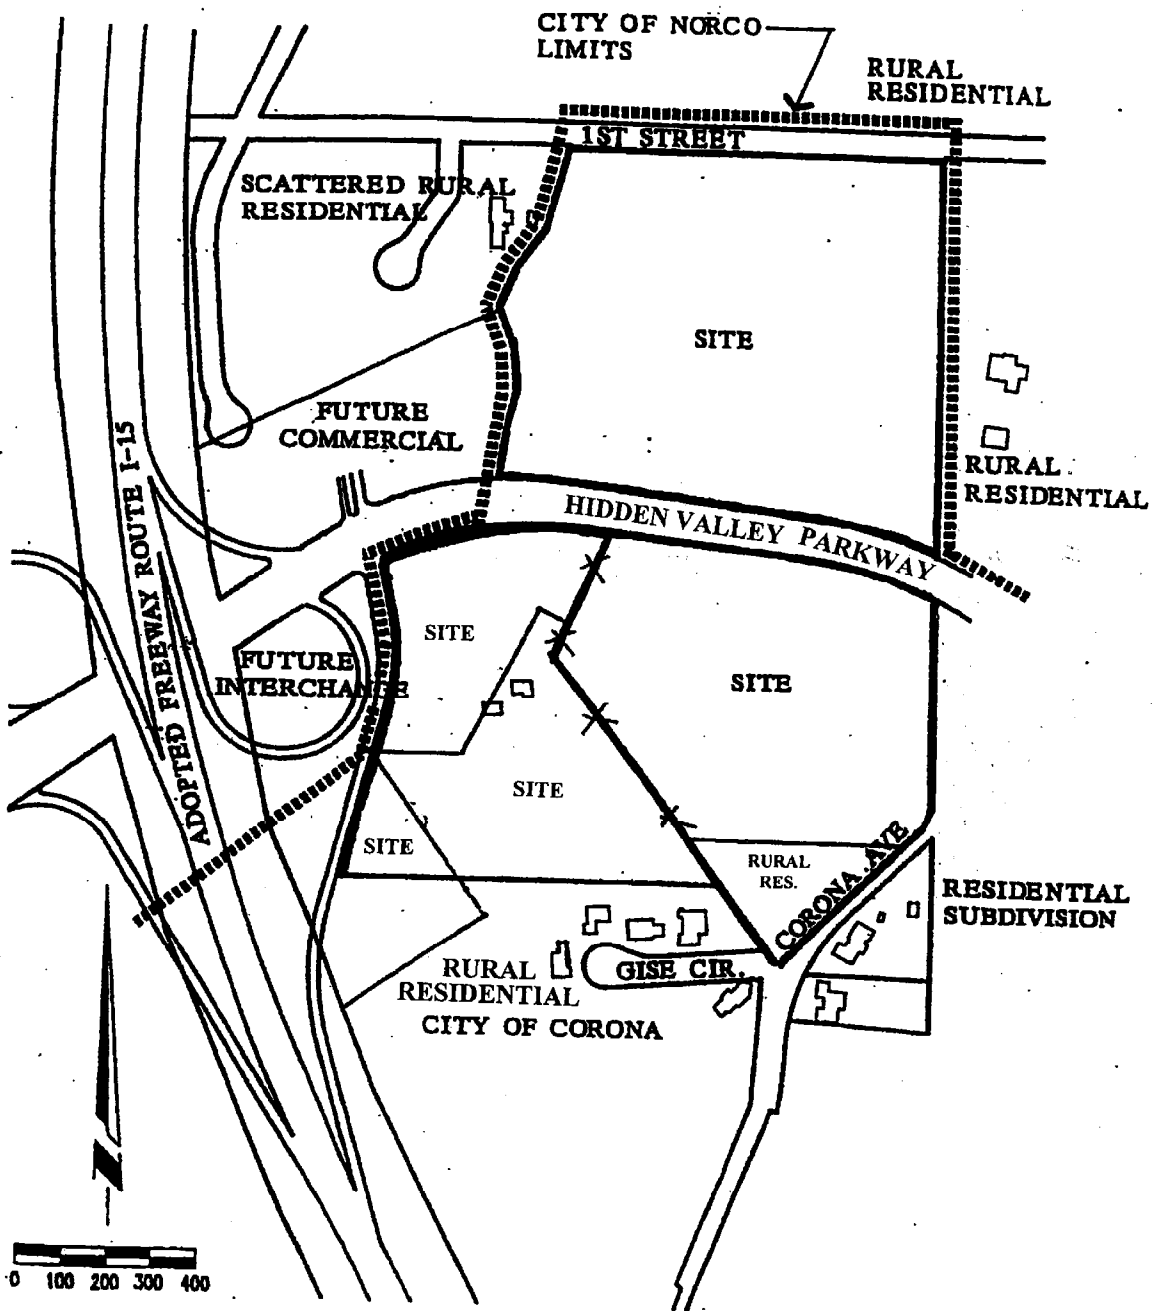 CITY OF NORCO
LIMITS
RURAL
RESIDENTIAL
1ST STREET
SCATTERED RURAL
RESIDENTIAL
SITE
FUTURE
COMMERCIAL
RURAL
RESIDENTIAL
HIDDEN VALLEY PARKWAY
ADOPTED FREEWAY ROUTE I-15
SITE
FUTURE
INTERCHANGE
SITE
SITE
SITE
RURAL
RES.
CORONA AVE
RESIDENTIAL
SUBDIVISION
GISE CIR.
RURAL
RESIDENTIAL
CITY OF CORONA
N
0 100 200 300 400